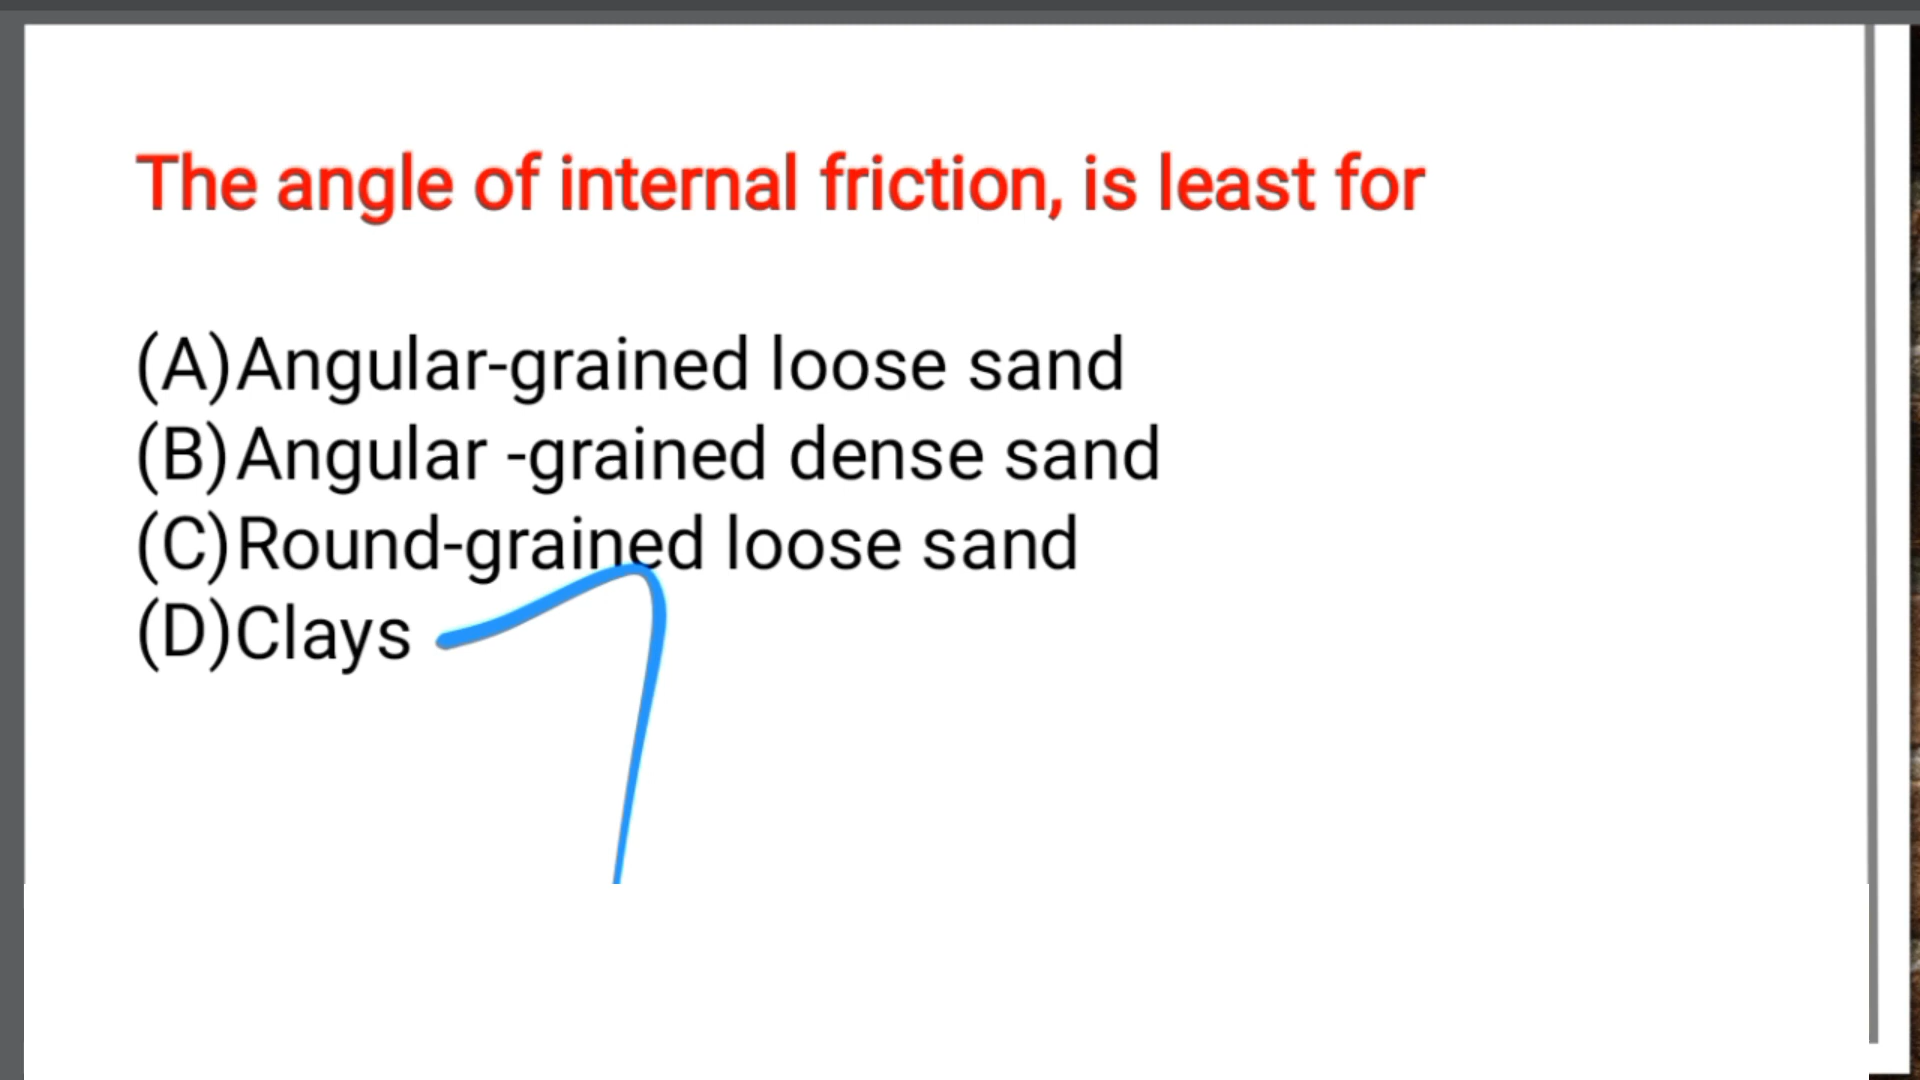 The angle of internal friction, is least for
(A)Angular-grained loose sand
(B)Angular -grained dense sand
(C)Round-grained loose sand
(D)Clays